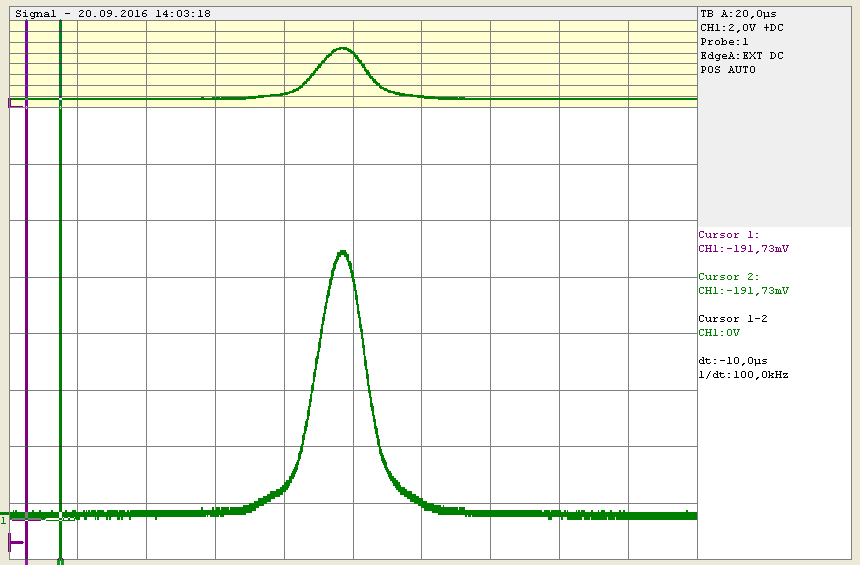 Signal - 20.09.2016 14:03:18
TB A:20,0µs
CH1:2,0V +DC
Probe:1
EdgeA:EXT DC
POS AUTO
Cursor 1:
CH1:-191,73mV
Cursor 2:
CH1:-191,73mV
Cursor 1-2
CH1:0V
dt:-10,0µs
1/dt:100,0kHz
1